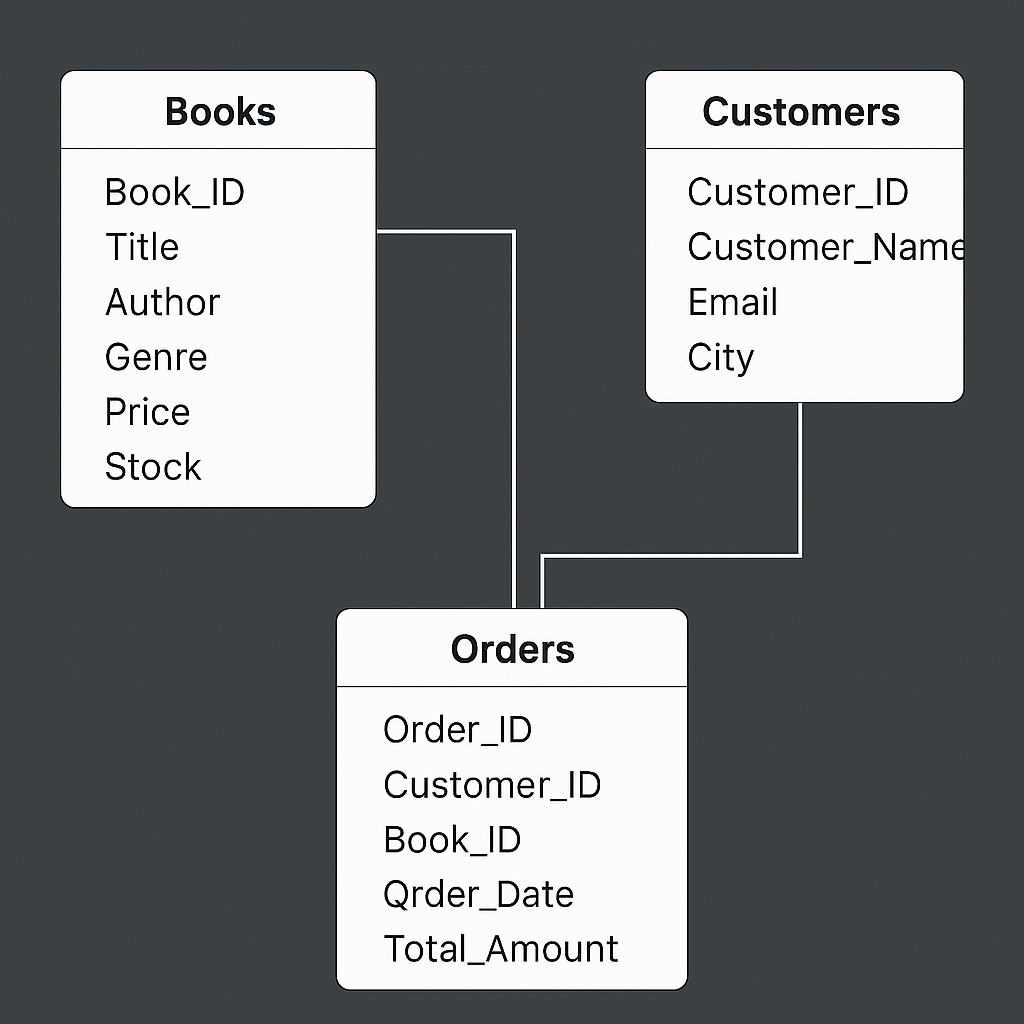 Books
Book_ID
Title
Author
Genre
Price
Stock
Customers
Customer_ID
Customer_Name
Email
City
Orders
Order_ID
Customer_ID
Book_ID
Qrder_Date
Total_Amount